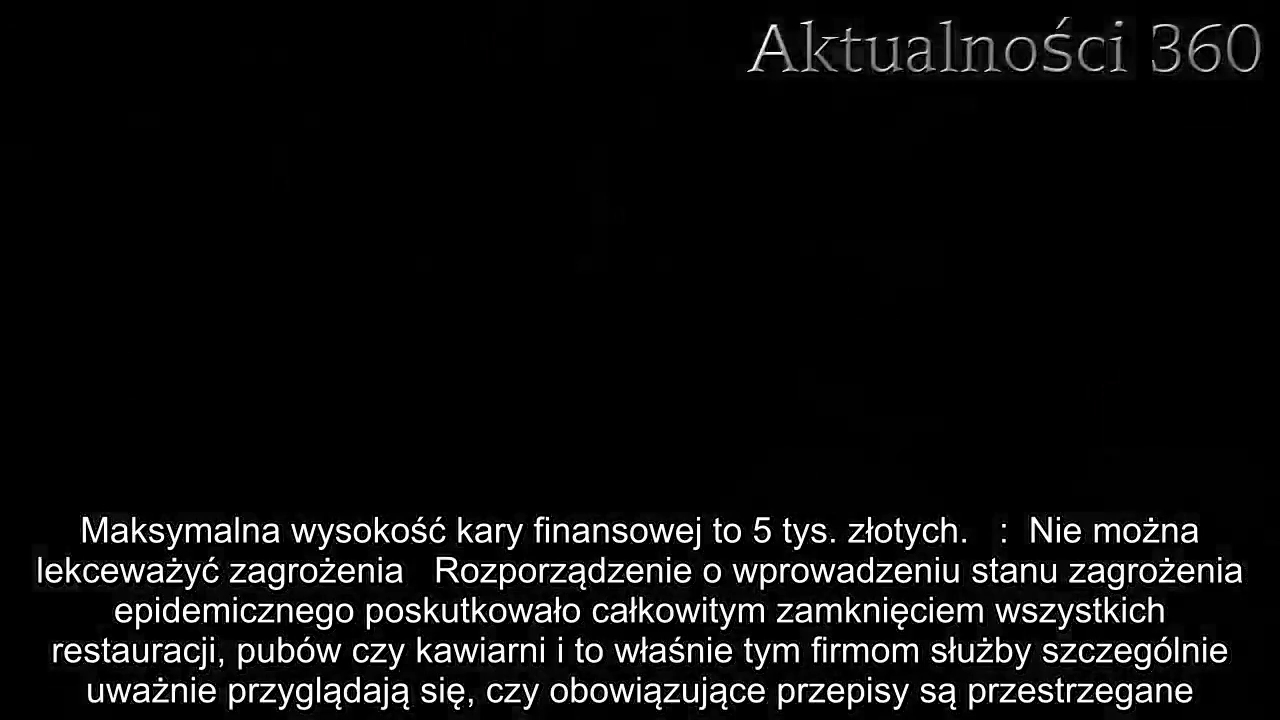 Aktualności 360
Maksymalna wysokość kary finansowej to 5 tys. złotych.   :  Nie można
lekceważyć zagrożenia   Rozporządzenie o wprowadzeniu stanu zagrożenia
epidemicznego poskutkowało całkowitym zamknięciem wszystkich
restauracji, pubów czy kawiarni i to właśnie tym firmom służby szczególnie
uważnie przyglądają się, czy obowiązujące przepisy są przestrzegane